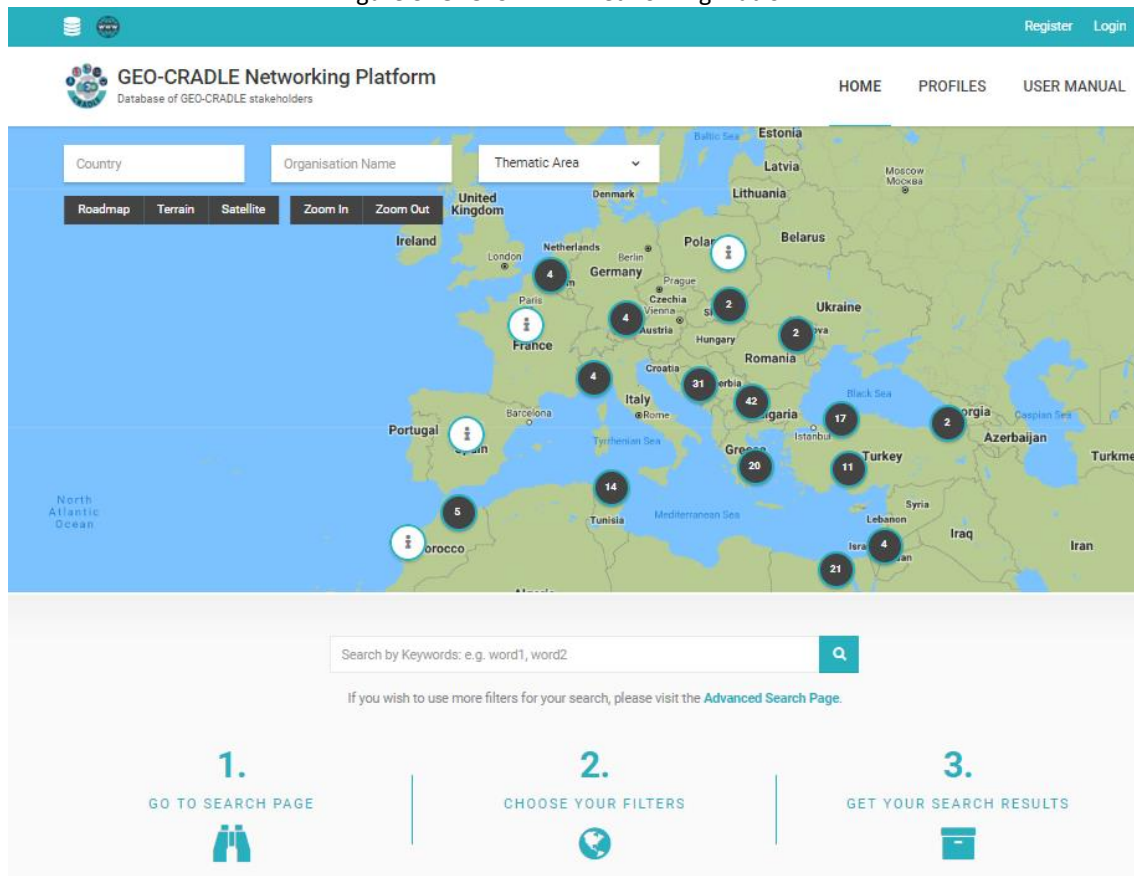 Register Login
GEO-CRADLE Networking Platform
Database of GEO-CRADLE stakeholders
HOME PROFILES USER MANUAL
Country Organisation Name Thematic Area
Roadmap Terrain Satellite Zoom In Zoom Out
Baltic Sea
Estonia
Latvia
Moscow
Москва
Denmark
Lithuania
United
Kingdom
Ireland
Netherlands
Berlin
Belarus
London
Germany
4
Prague
Paris
Czechia
2
Vienna
4
Ukraine
Austria
2
France
Hungary
Romania
Croatia
4
31
Italy
42
Black Sea
Barcelona
Rome
17
2
Caspian Sea
Portugal
Tyrrhenian Sea
Istanbul
Azerbaijan
20
11
Turkey
14
North
Atlantic
Ocean
5
Tunisia
Mediterranean Sea
Syria
Lebanon
4
Iraq
Iran
21
Search by Keywords: e.g. word1, word2
If you wish to use more filters for your search, please visit the Advanced Search Page.
1. 2. 3.
GO TO SEARCH PAGE CHOOSE YOUR FILTERS GET YOUR SEARCH RESULTS